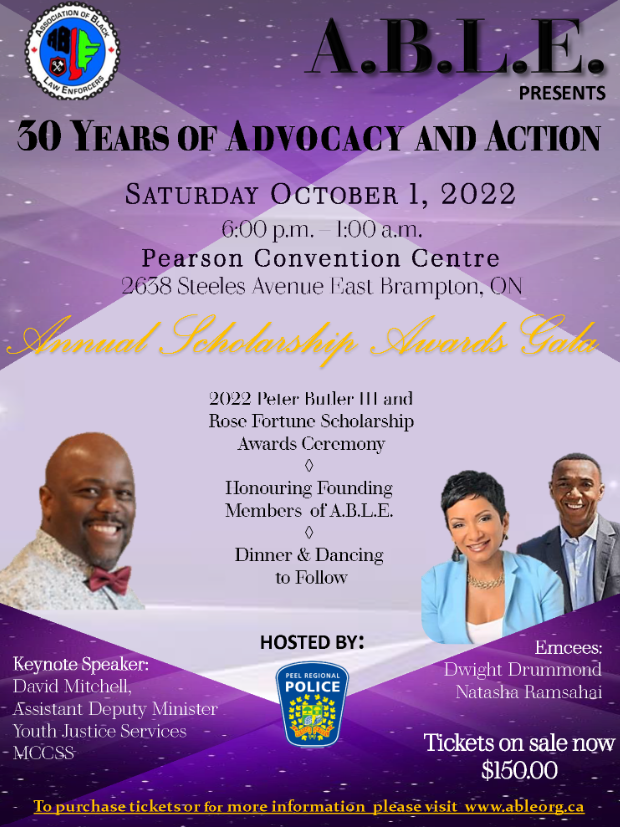 ASSOCIATION OF BLACK
LAW ENFORCERS
A.B.L.E.
PRESENTS
30 YEARS OF ADVOCACY AND ACTION
SATURDAY OCTOBER 1, 2022
6:00 p.m. – 1:00 a.m.
Pearson Convention Centre
2638 Steeles Avenue East Brampton, ON
Annual Scholarship Awards Gala
2022 Peter Butler III and
Rose Fortune Scholarship
Awards Ceremony
◊
Honouring Founding
Members of A.B.L.E.
◊
Dinner & Dancing
to Follow
HOSTED BY:
PEEL REGIONAL
POLICE
Keynote Speaker:
David Mitchell,
Assistant Deputy Minister
Youth Justice Services
MCCSS
Emcees:
Dwight Drummond
Natasha Ramsahai
Tickets on sale now
$150.00
To purchase tickets or for more information please visit www.ableorg.ca